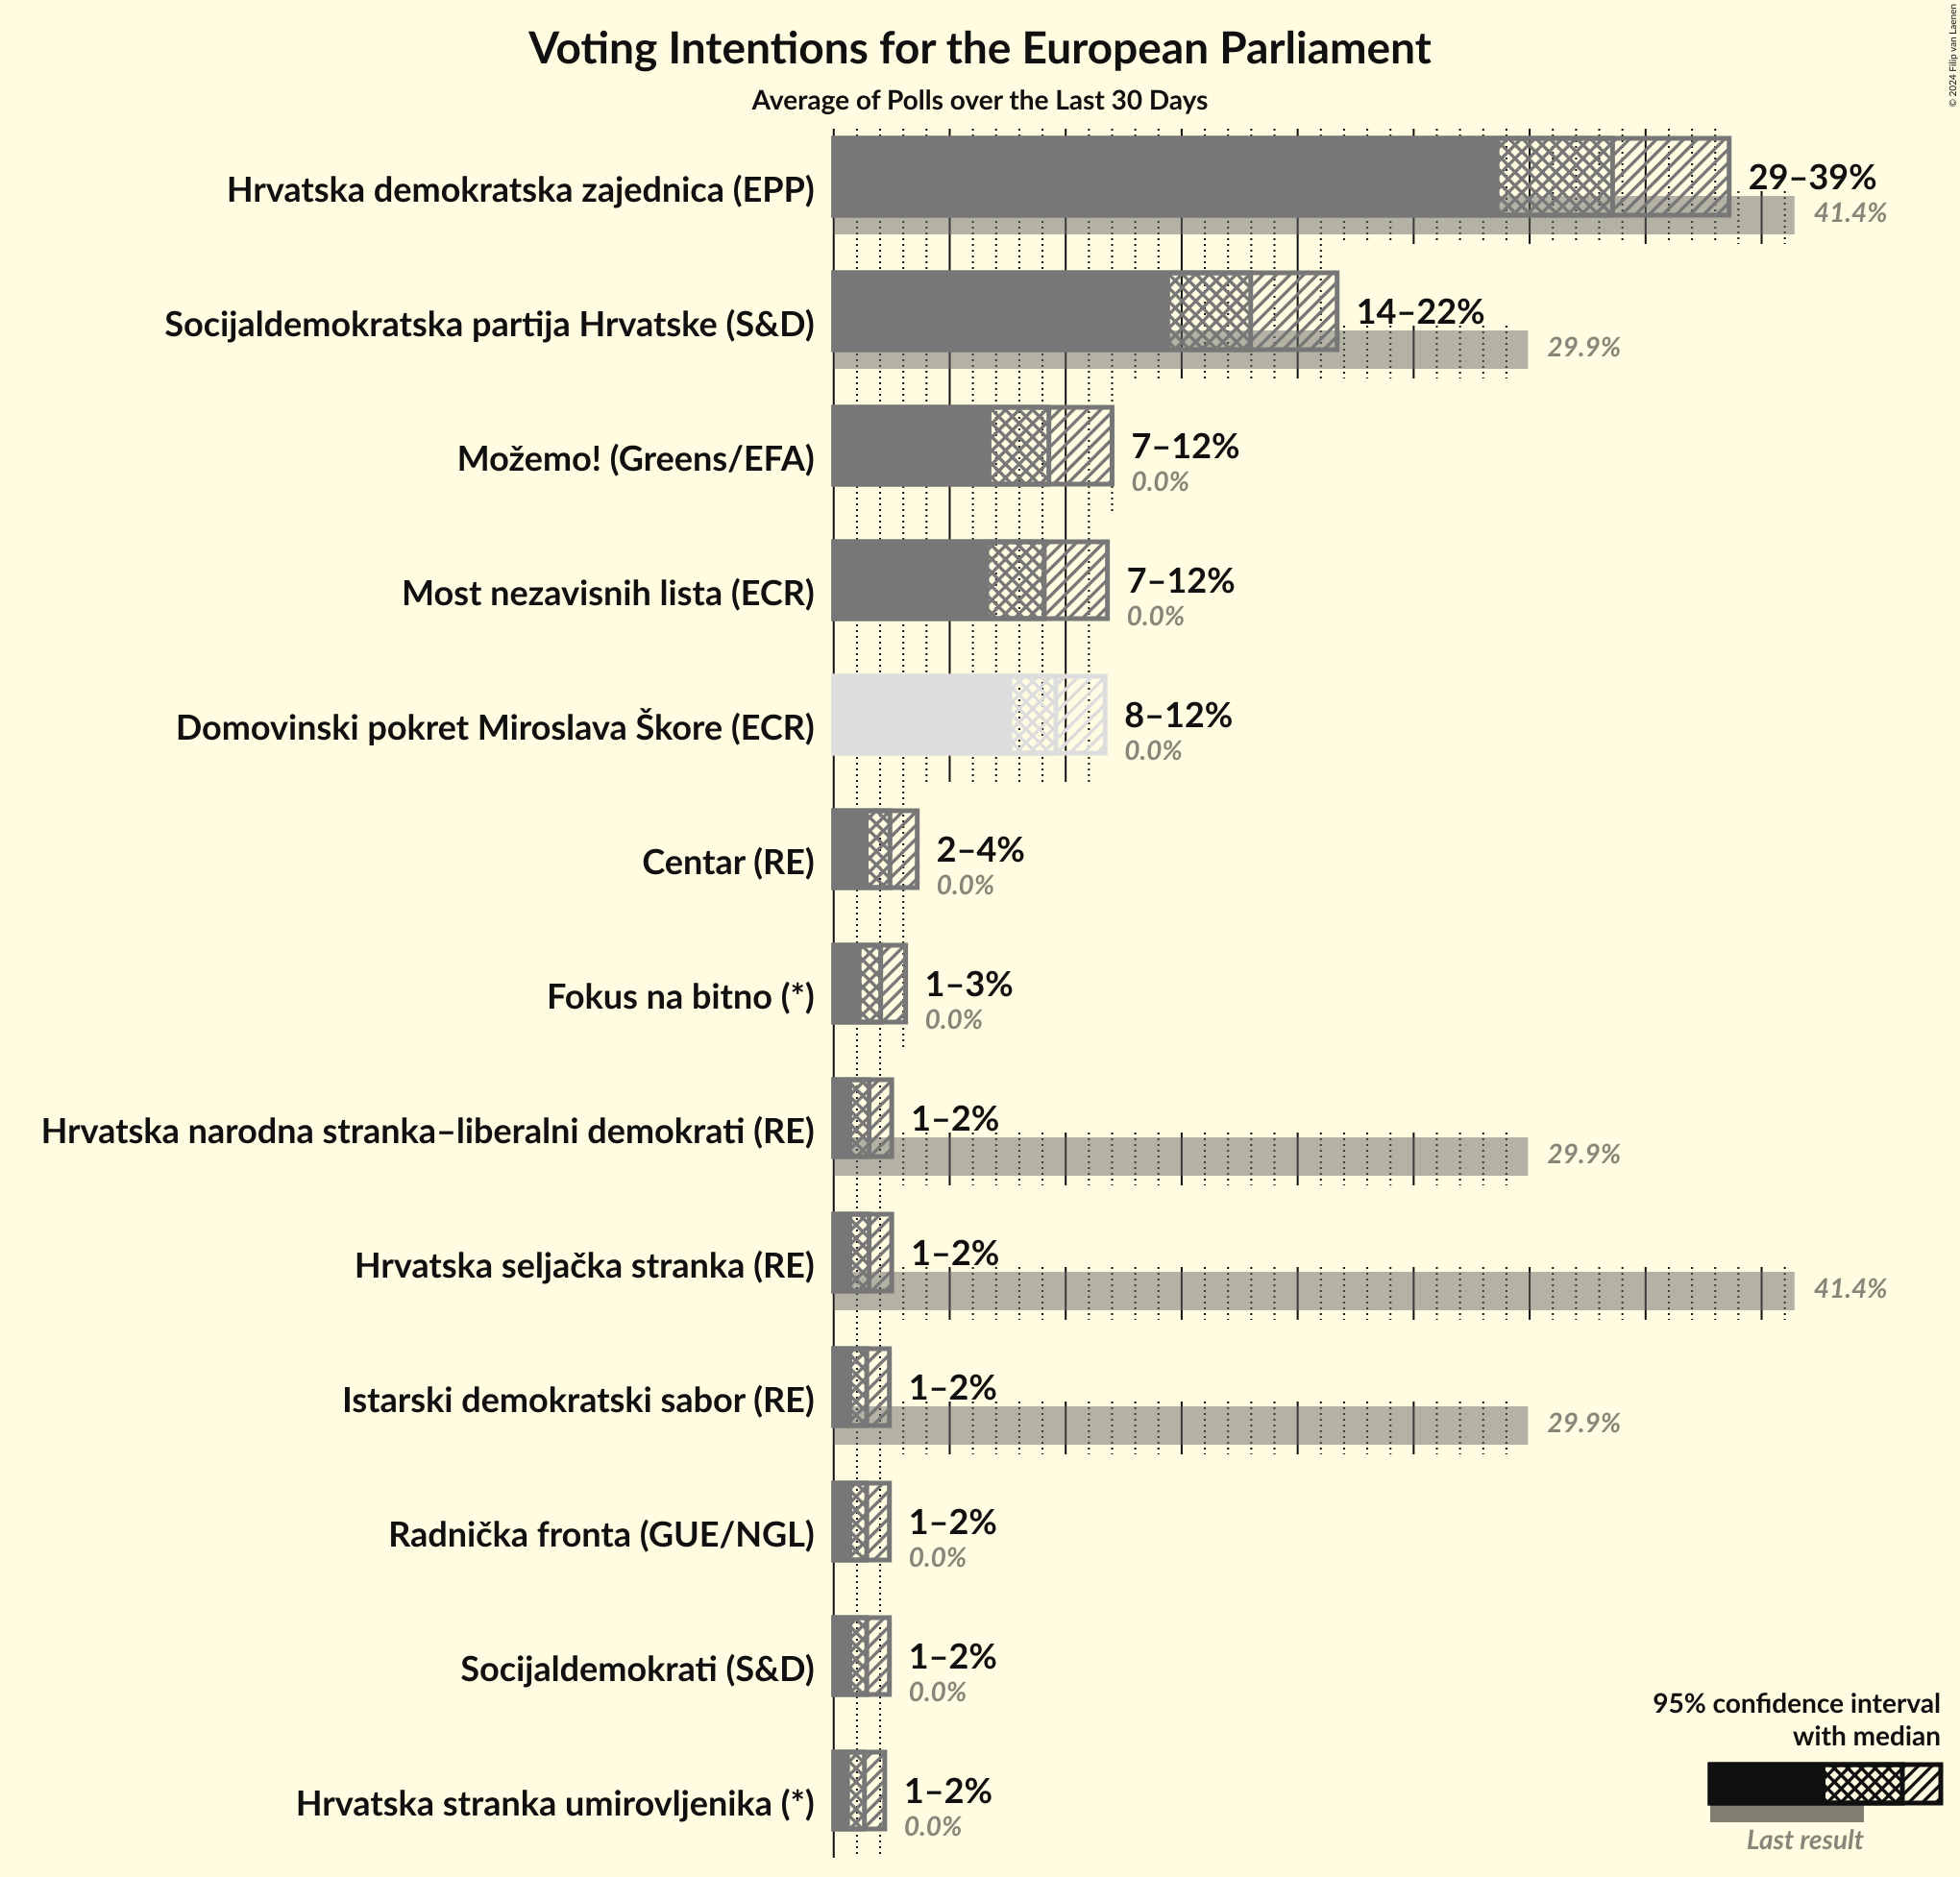 Voting Intentions for the European Parliament
Average of Polls over the Last 30 Days
© 2024 Filip van Laenen
Hrvatska demokratska zajednica (EPP)
29–39%
41.4%
Socijaldemokratska partija Hrvatske (S&D)
14–22%
29.9%
Možemo! (Greens/EFA)
7–12%
0.0%
Most nezavisnih lista (ECR)
7–12%
0.0%
Domovinski pokret Miroslava Škore (ECR)
8–12%
0.0%
Centar (RE)
2–4%
0.0%
Fokus na bitno (*)
1–3%
0.0%
Hrvatska narodna stranka–liberalni demokrati (RE)
1–2%
29.9%
Hrvatska seljačka stranka (RE)
1–2%
41.4%
Istarski demokratski sabor (RE)
1–2%
29.9%
Radnička fronta (GUE/NGL)
1–2%
0.0%
Socijaldemokrati (S&D)
1–2%
0.0%
Hrvatska stranka umirovljenika (*)
1–2%
0.0%
95% confidence interval
with median
Last result